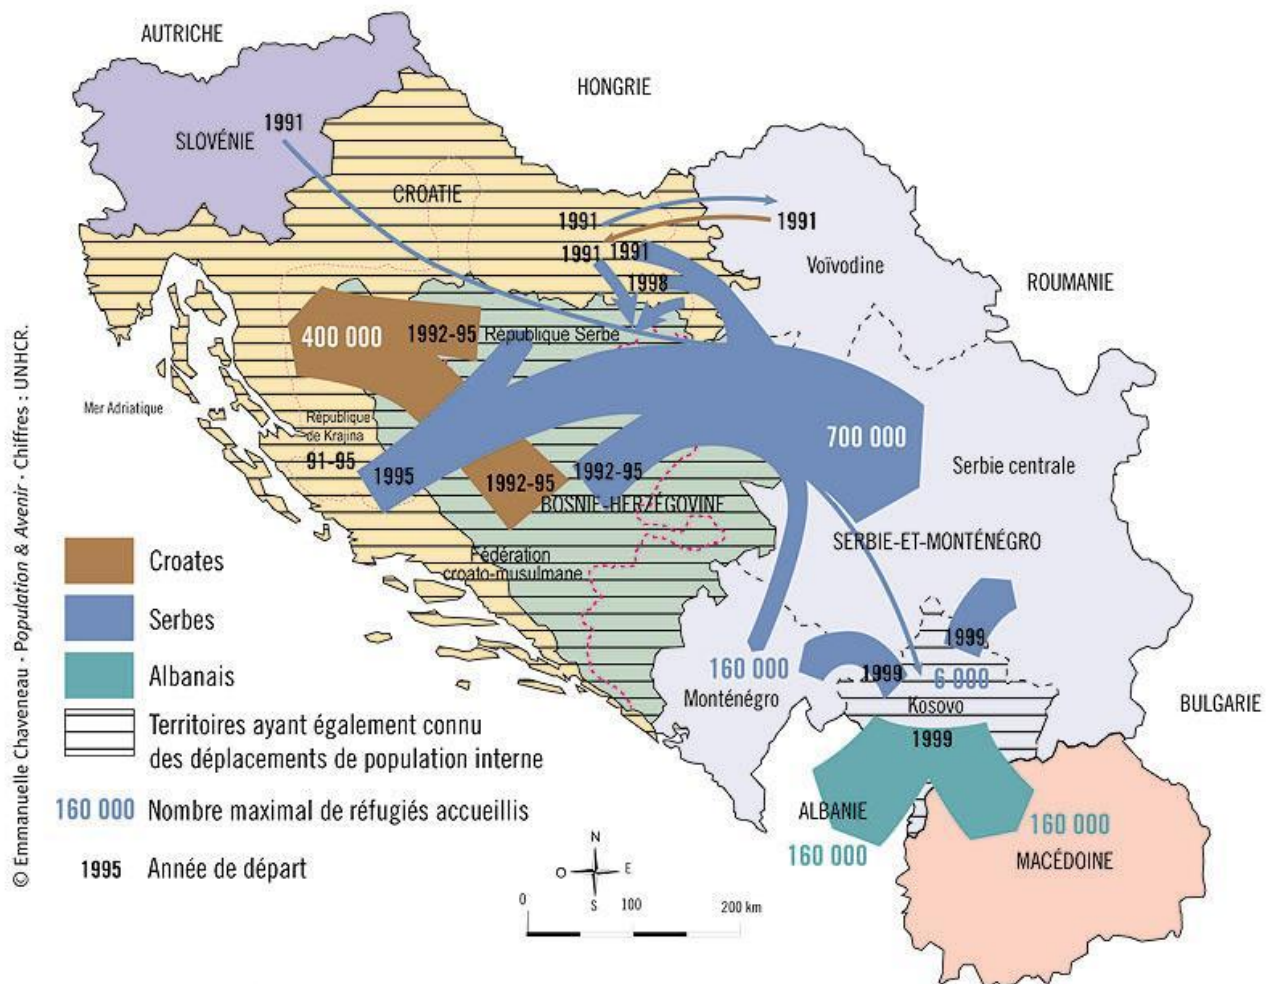 AUTRICHE
HONGRIE
SLOVÉNIE
1991
CROATIE
1991
1991
1991
1991
Voïvodine
ROUMANIE
1998
400 000
1992-95
République Serbe
Mer Adriatique
République
de Krajina
91-95
1995
1992-95
1992-95
BOSNIE-HERZÉGOVINE
700 000
Serbie centrale
SERBIE-ET-MONTÉNÉGRO
Fédération
croato-musulmane
160 000
Monténégro
1999
1999
6 000
Kosovo
1999
BULGARIE
ALBANIE
160 000
160 000
MACÉDOINE
Croates
Serbes
Albanais
Territoires ayant également connu
des déplacements de population interne
160 000 Nombre maximal de réfugiés accueillis
1995 Année de départ
N
O E
S
0 100 200 km
© Emmanuelle Chaveneau - Population & Avenir - Chiffres : UNHCR.